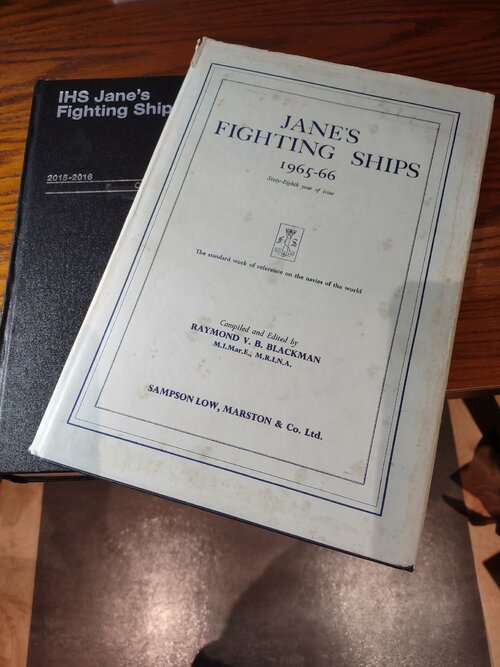 IHS Jane's
Fighting Ship
2015-2016
JANE'S
FIGHTING SHIPS
1965-66
Sixty-Eighth year of issue
The standard work of reference on the navies of the world
Compiled and Edited by
RAYMOND V. B. BLACKMAN
M.I.Mar.E., M.R.I.N.A.
SAMPSON LOW, MARSTON & Co. Ltd.